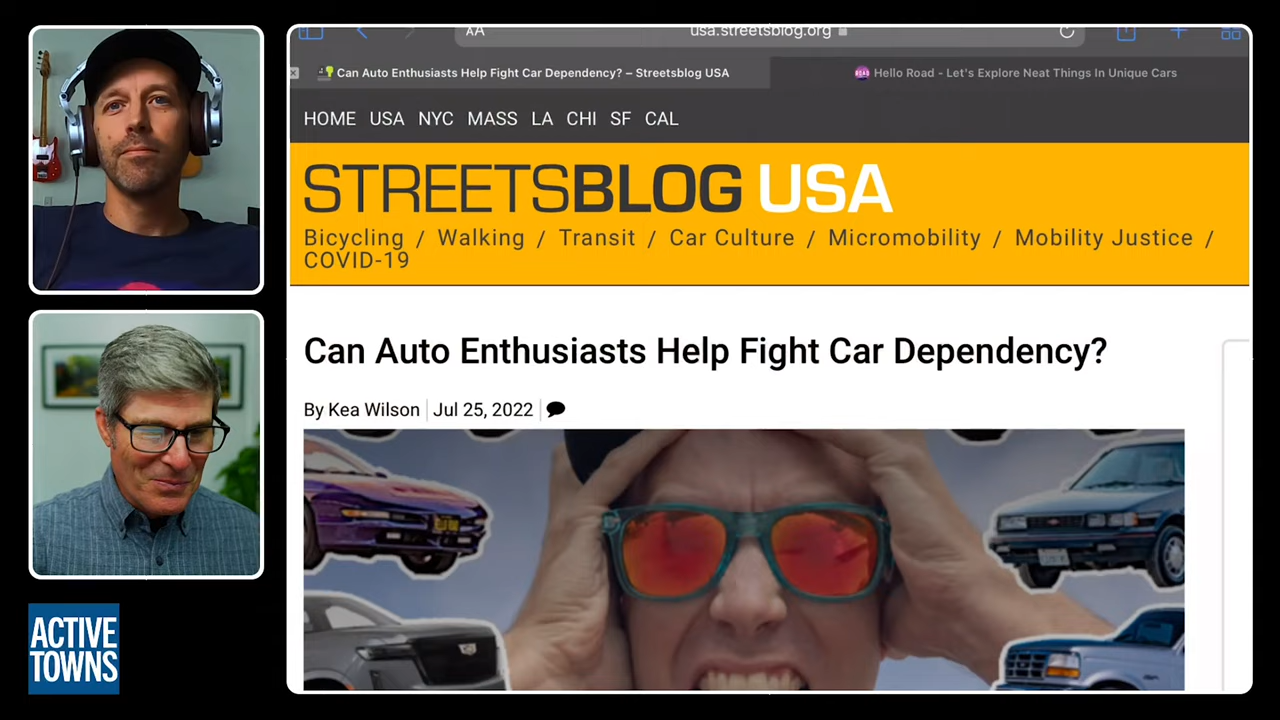 AA
usa.streetsblog.org
Can Auto Enthusiasts Help Fight Car Dependency? – Streetsblog USA
Hello Road - Let's Explore Neat Things In Unique Cars
HOME USA NYC MASS LA CHI SF CAL
STREETSBLOG USA
Bicycling / Walking / Transit / Car Culture / Micromobility / Mobility Justice /
COVID-19
Can Auto Enthusiasts Help Fight Car Dependency?
By Kea Wilson Jul 25, 2022
ACTIVE
TOWNS